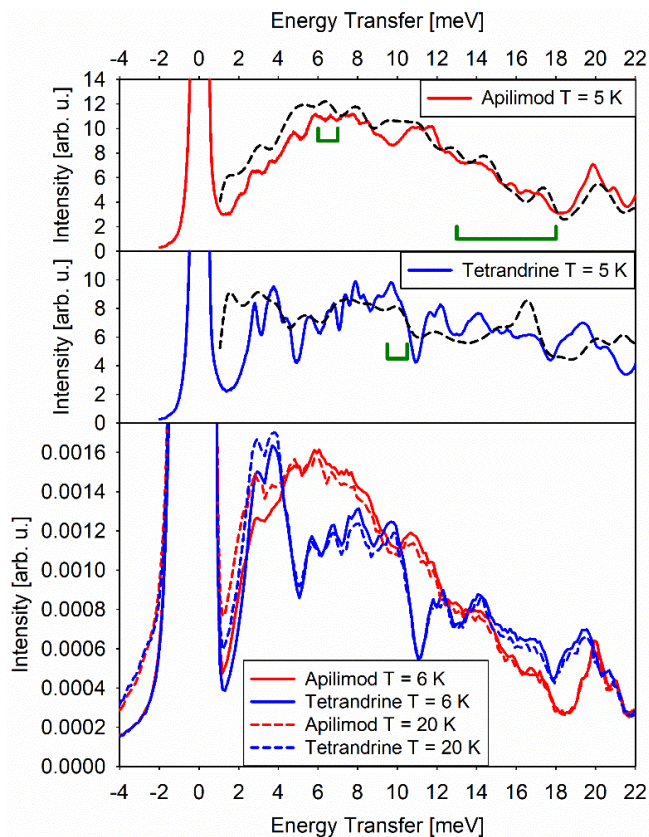 Energy Transfer [meV]
-4 -2 0 2 4 6 8 10 12 14 16 18 20 22
Intensity [arb. u.]
14
12
10
8
6
4
2
0
Apilimod T = 5 K
Intensity [arb. u.]
10
8
6
4
2
0
Tetrandrine T = 5 K
Intensity [arb. u.]
0.0016
0.0014
0.0012
0.0010
0.0008
0.0006
0.0004
0.0002
0.0000
Apilimod T = 6 K
Tetrandrine T = 6 K
Apilimod T = 20 K
Tetrandrine T = 20 K
-4 -2 0 2 4 6 8 10 12 14 16 18 20 22
Energy Transfer [meV]